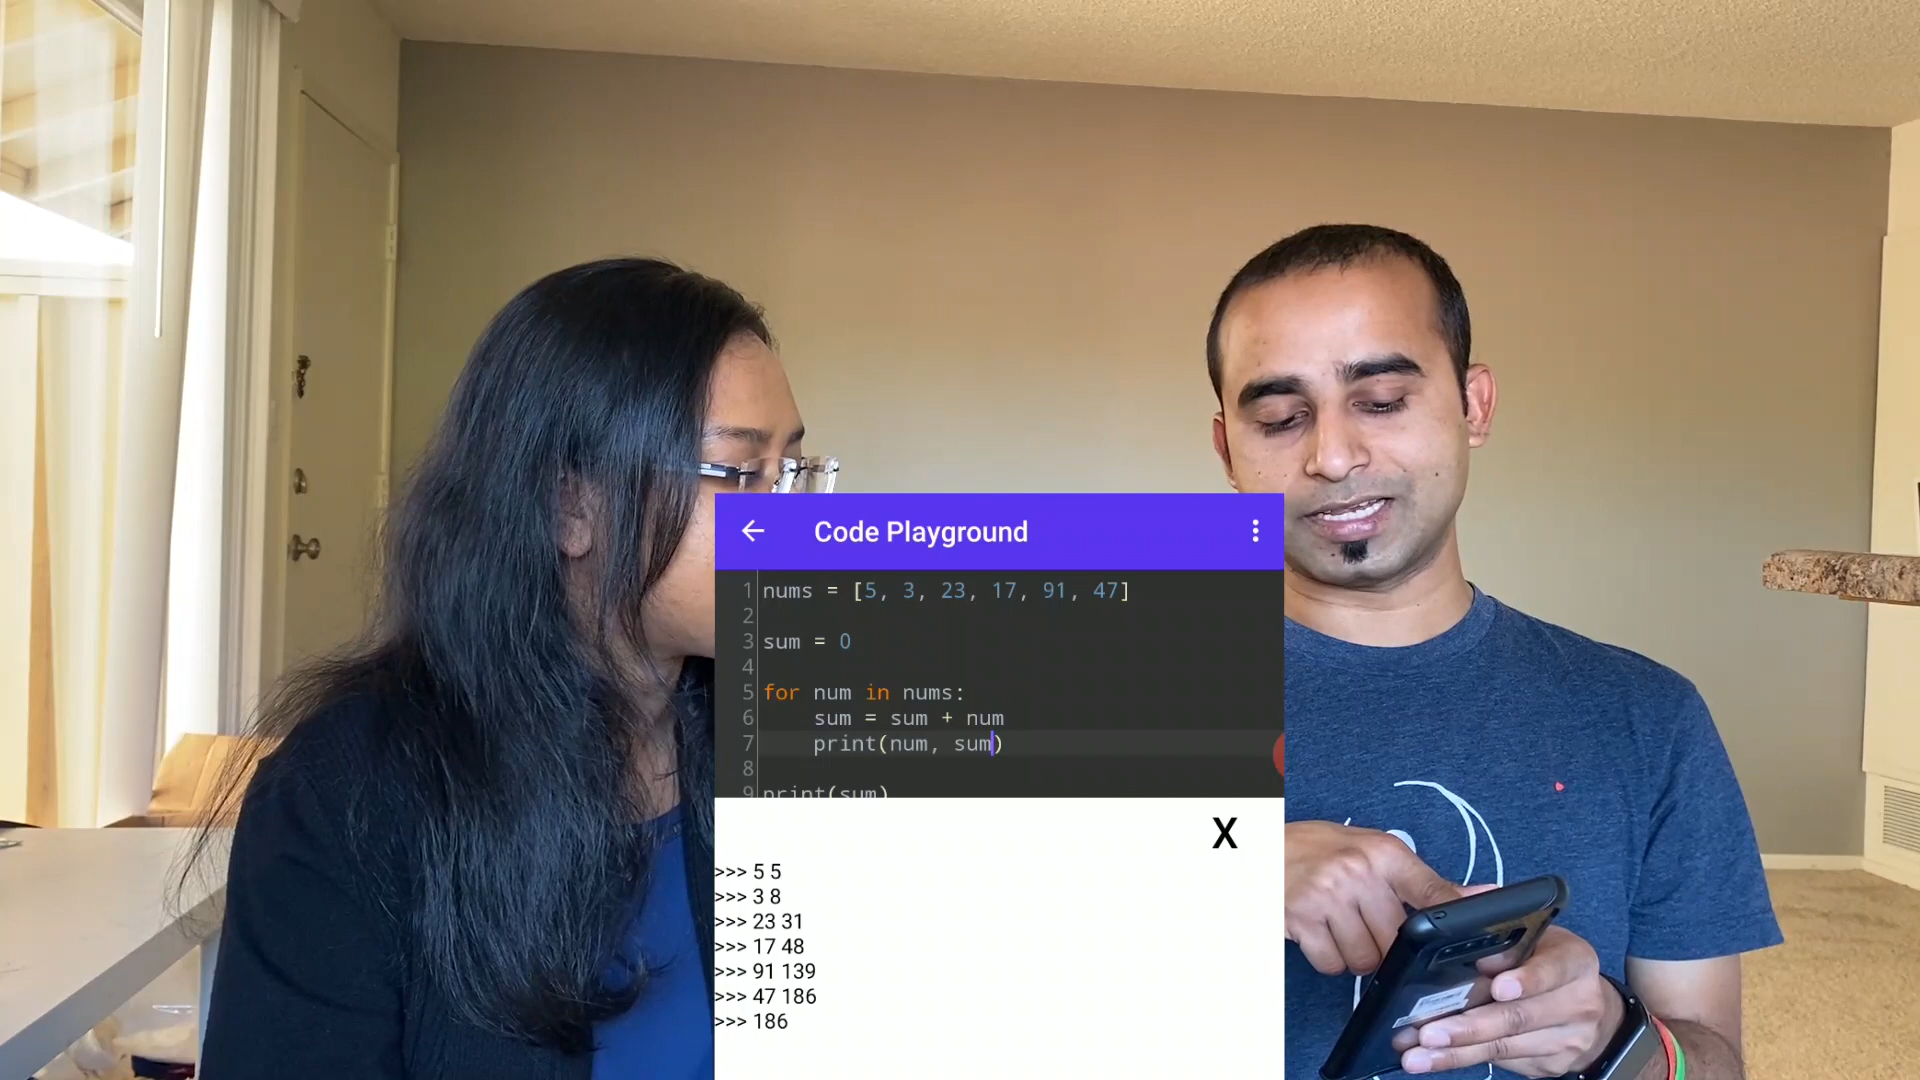 Code Playground
1 nums = [5, 3, 23, 17, 91, 47]
2
3 sum = 0
4
5 for num in nums:
6 sum = sum + num
7 print(num, sum)
8
9 print(sum)
X
>>> 5 5
>>> 3 8
>>> 23 31
>>> 17 48
>>> 91 139
>>> 47 186
>>> 186